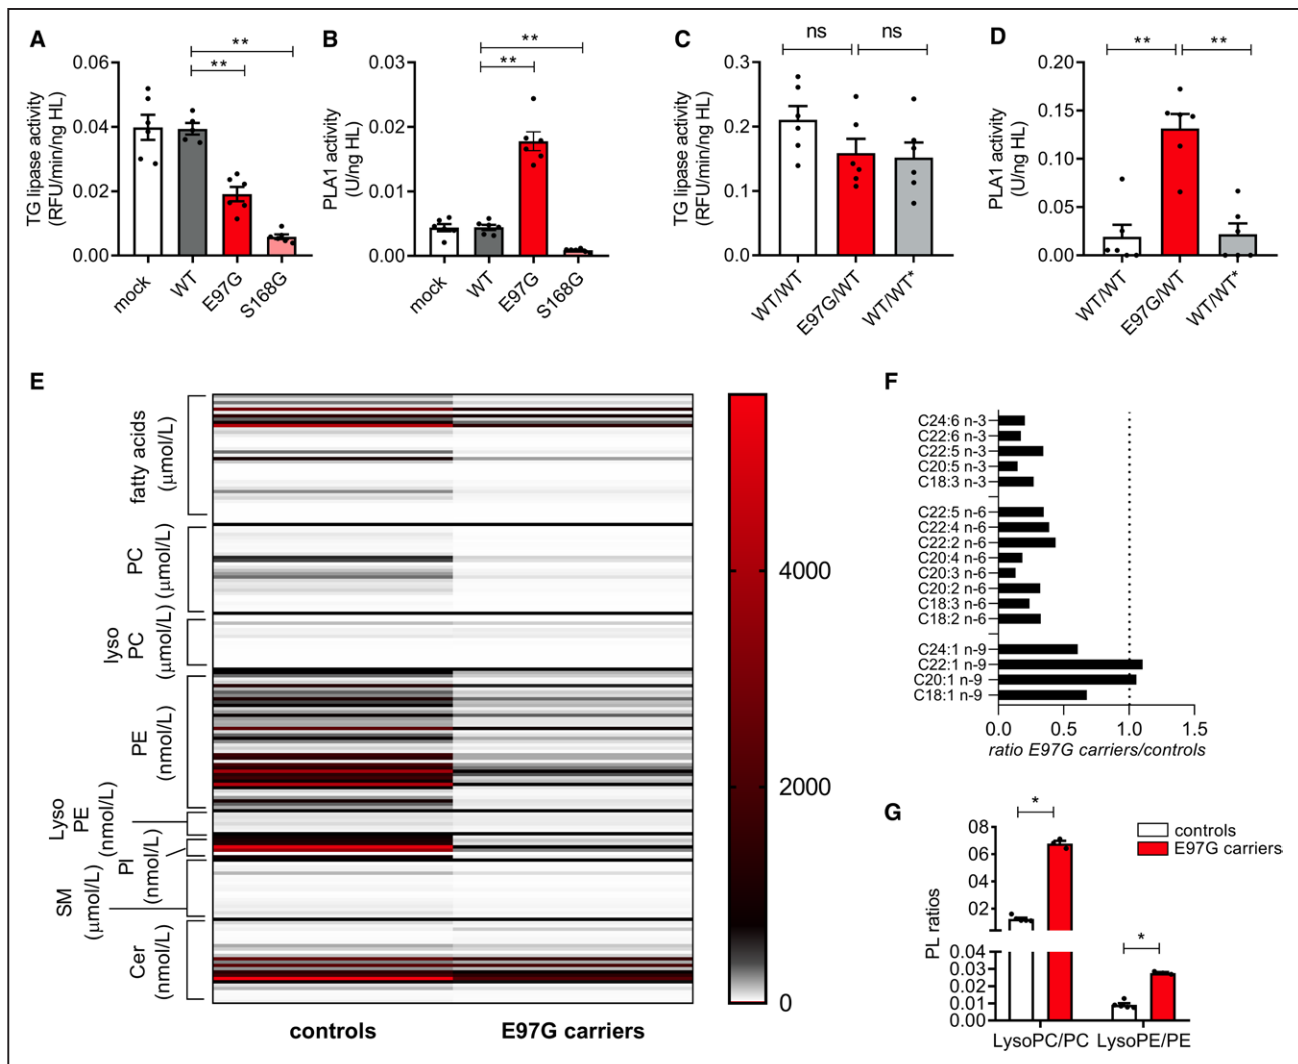 A
TG lipase activity
(RFU/min/ng HL)
0.06
0.04
0.02
0.00
**
**
mock
WT
E97G
S168G
B
PLA1 activity
(U/ng HL)
0.03
0.02
0.01
0.00
**
**
mock
WT
E97G
S168G
C
TG lipase activity
(RFU/min/ng HL)
0.3
0.2
0.1
0.0
ns
ns
WT/WT
E97G/WT
WT/WT*
D
PLA1 activity
(U/ng HL)
0.20
0.15
0.10
0.05
0.00
**
**
WT/WT
E97G/WT
WT/WT*
E
fatty acids
(μmol/L)
PC
(μmol/L)
lyso
PC
(μmol/L)
PE
(nmol/L)
Lyso
PE
(nmol/L)
PI
(nmol/L)
SM
(μmol/L)
Cer
(nmol/L)
controls
E97G carriers
4000
2000
0
F
C24:6 n-3
C22:6 n-3
C22:5 n-3
C20:5 n-3
C18:3 n-3
C22:5 n-6
C22:4 n-6
C22:2 n-6
C20:4 n-6
C20:3 n-6
C20:2 n-6
C18:3 n-6
C18:2 n-6
C24:1 n-9
C22:1 n-9
C20:1 n-9
C18:1 n-9
0.0
0.5
1.0
1.5
ratio E97G carriers/controls
G
PL ratios
08
06
04
02
0.04
0.03
0.02
0.01
0.00
*
*
controls
E97G carriers
LysoPC/PC
LysoPE/PE